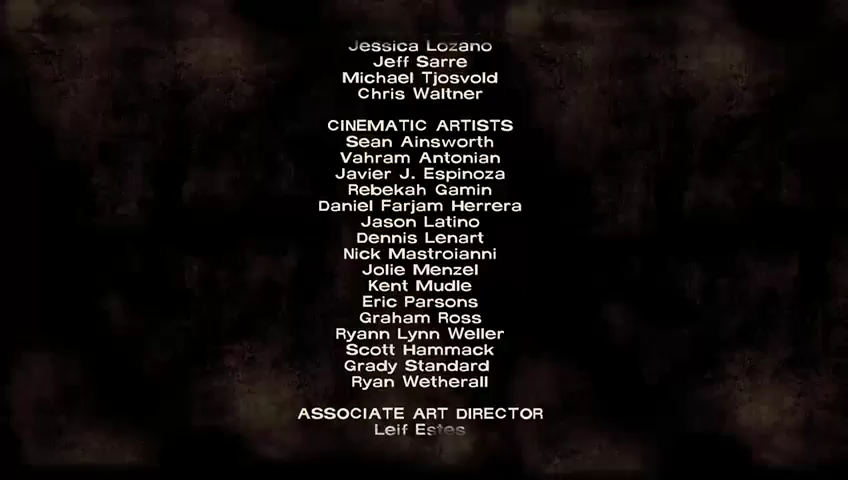 Jessica Lozano
Jeff Sarre
Michael Tjosvold
Chris Waltner
CINEMATIC ARTISTS
Sean Ainsworth
Vahram Antonian
Javier J. Espinoza
Rebekah Gamin
Daniel Farjam Herrera
Jason Latino
Dennis Lenart
Nick Mastroianni
Jolie Menzel
Kent Mudle
Eric Parsons
Graham Ross
Ryann Lynn Weller
Scott Hammack
Grady Standard
Ryan Wetherall
ASSOCIATE ART DIRECTOR
Leif Estes